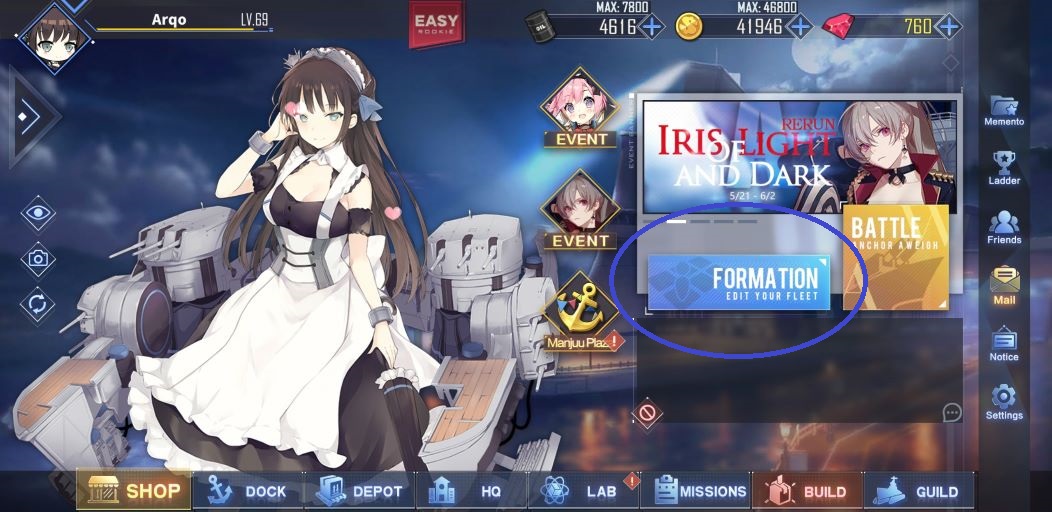 Arqo
LV.69
EASY
ROOKIE
OIL
MAX: 7800
4616
MAX: 46800
41946
760
EVENT
EVENT
Manjuu Plaza
!
EVENT
IRIS OF LIGHT
AND DARK
RERUN
5/21 - 6/2
BATTLE
ANCHOR AWEIGH
FORMATION
EDIT YOUR FLEET
Memento
Ladder
Friends
Mail
Notice
Settings
SHOP
DOCK
DEPOT
HQ
LAB
!
MISSIONS
BUILD
GUILD